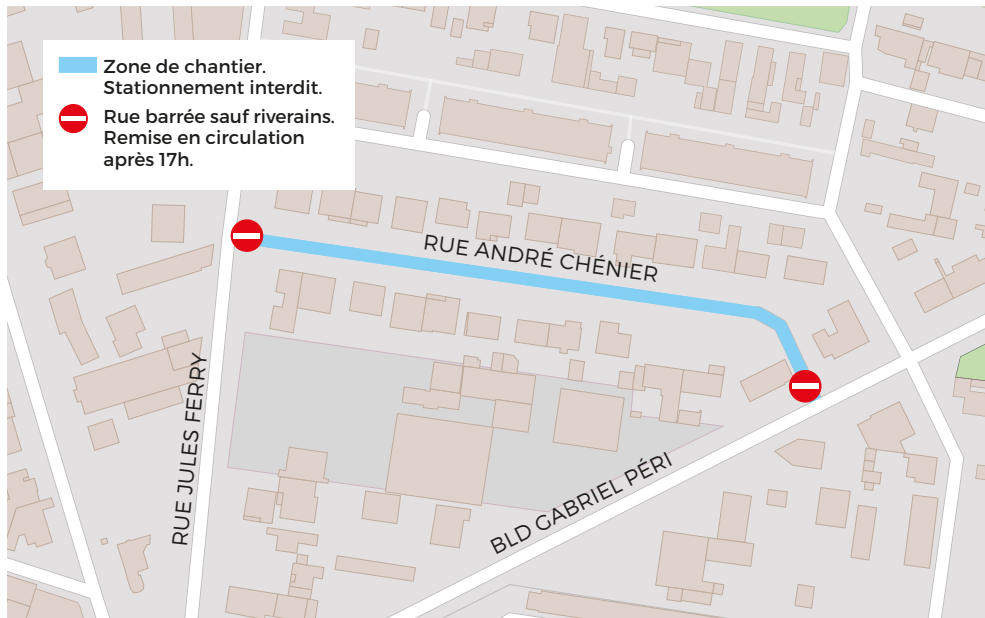 Zone de chantier.
Stationnement interdit.
Rue barrée sauf riverains.
Remise en circulation
après 17h.
RUE ANDRÉ CHÉNIER
RUE JULES FERRY
BLD GABRIEL PÉRI